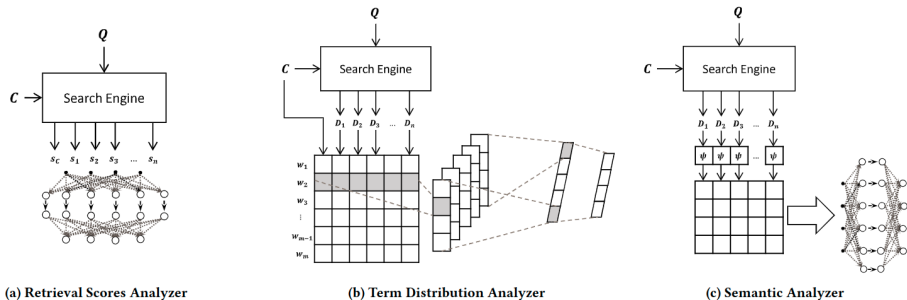 Q
C
Search Engine
s_C s_1 s_2 s_3 ... s_n
(a) Retrieval Scores Analyzer
Q
C
Search Engine
D_1 D_2 D_3 ... D_n
w_1
w_2
w_3
⋮
w_{m-1}
w_m
(b) Term Distribution Analyzer
Q
C
Search Engine
D_1 D_2 D_3 ... D_n
ψ ψ ψ ... ψ
(c) Semantic Analyzer